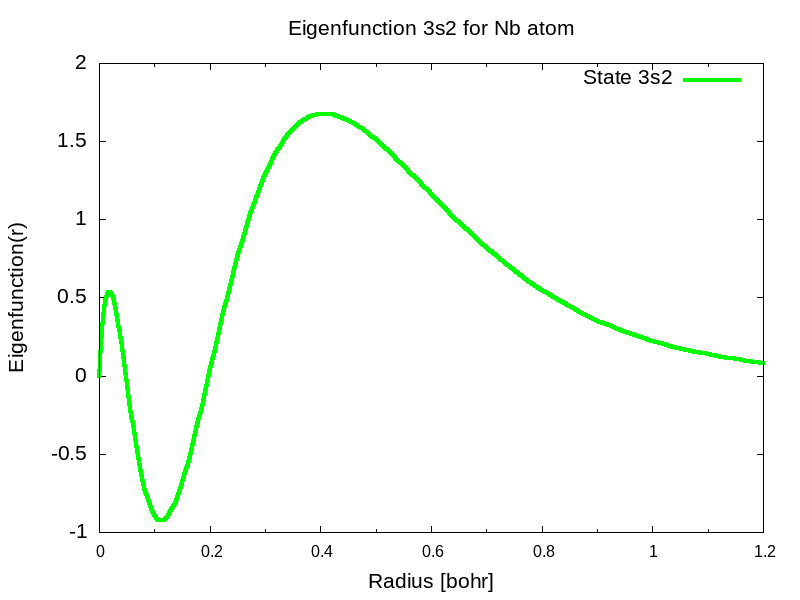 Eigenfunction 3s2 for Nb atom
State 3s2
2
1.5
1
0.5
0
-0.5
-1
Eigenfunction(r)
0 0.2 0.4 0.6 0.8 1 1.2
Radius [bohr]